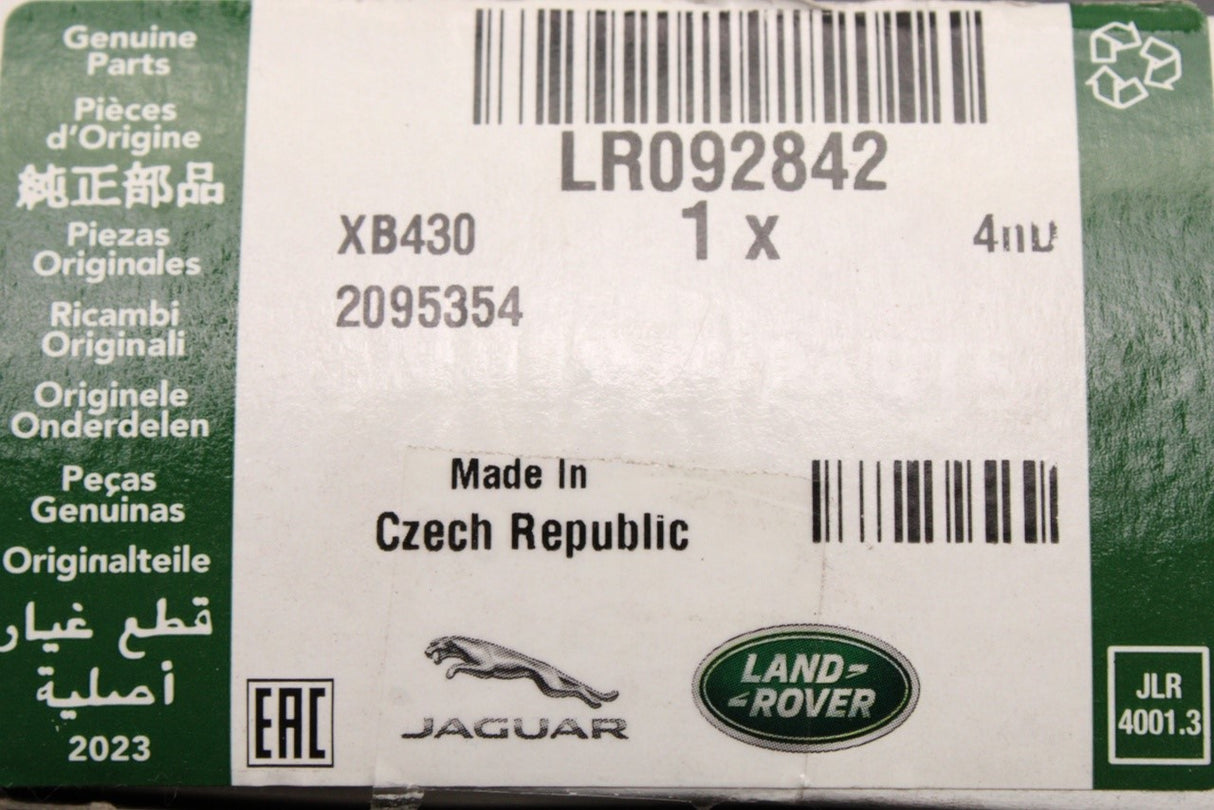 Genuine
Parts
Pièces
d'Origine
純正部品
Piezas
Originales
Ricambi
Originali
Originele
Onderdelen
Peças
Genuínas
Originalteile
قطع غيار
أصلية
2023
LR092842
XB430
1 x
2095354
Made In
Czech Republic
EAC
JAGUAR
LAND-
-ROVER
JLR
4001.3